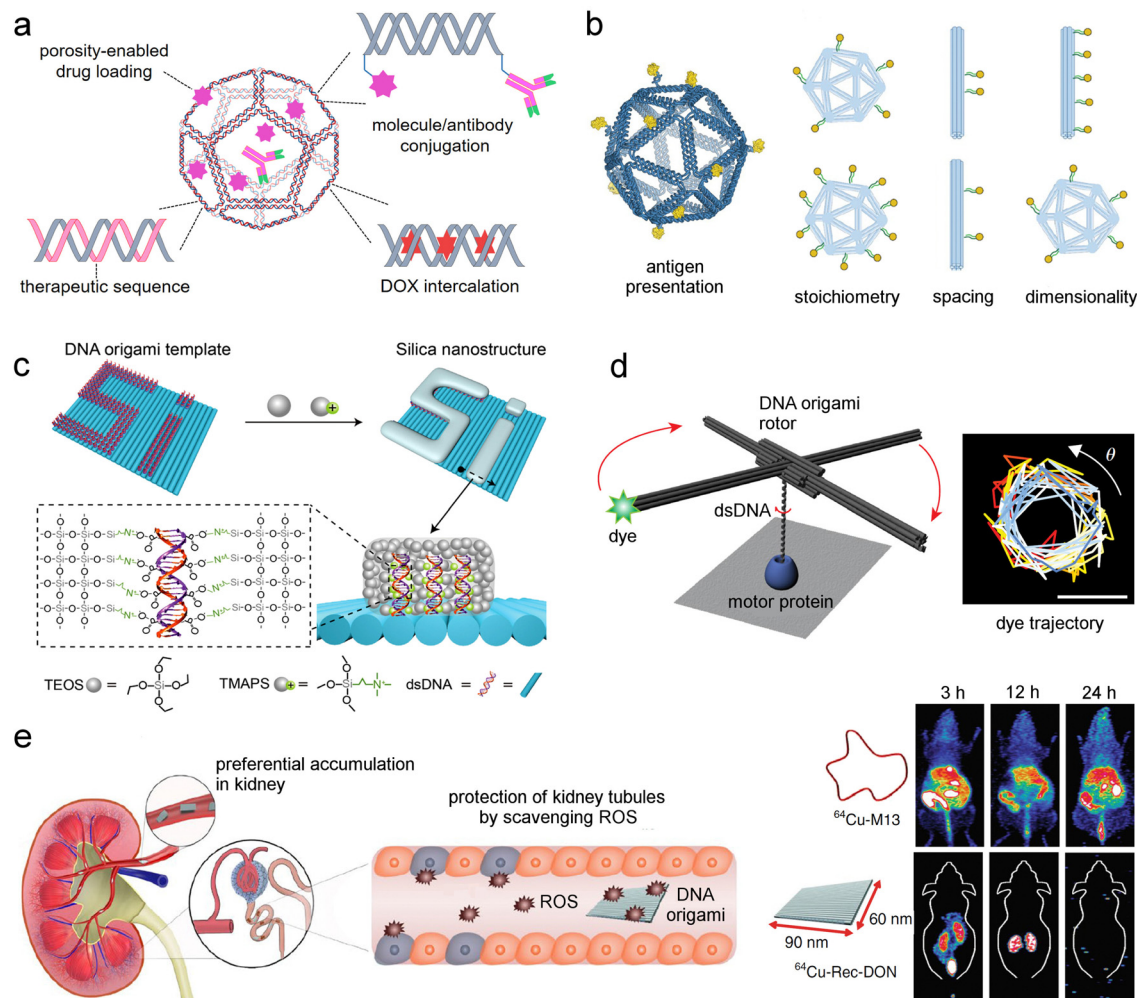 a
porosity-enabled
drug loading
molecule/antibody
conjugation
therapeutic sequence
DOX intercalation
b
antigen
presentation
stoichiometry
spacing
dimensionality
c
DNA origami template
Silica nanostructure
Si
TEOS
=
TMAPS
=
dsDNA
=
=
d
DNA origami
rotor
dsDNA
dye
motor protein
θ
dye trajectory
e
preferential accumulation
in kidney
protection of kidney tubules
by scavenging ROS
ROS
DNA
origami
3 h
12 h
24 h
⁶⁴Cu-M13
60 nm
90 nm
⁶⁴Cu-Rec-DON